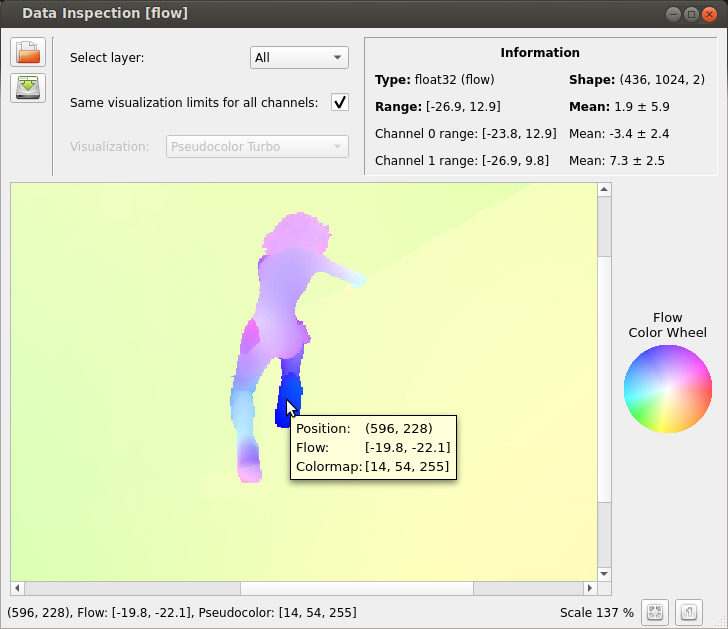 Data Inspection [flow]
Select layer:
All
Same visualization limits for all channels:
Visualization:
Pseudocolor Turbo
Information
Type: float32 (flow)
Shape: (436, 1024, 2)
Range: [-26.9, 12.9]
Mean: 1.9 ± 5.9
Channel 0 range: [-23.8, 12.9]
Mean: -3.4 ± 2.4
Channel 1 range: [-26.9, 9.8]
Mean: 7.3 ± 2.5
Flow
Color Wheel
Position: (596, 228)
Flow: [-19.8, -22.1]
Colormap: [14, 54, 255]
(596, 228), Flow: [-19.8, -22.1], Pseudocolor: [14, 54, 255]
Scale 137 %